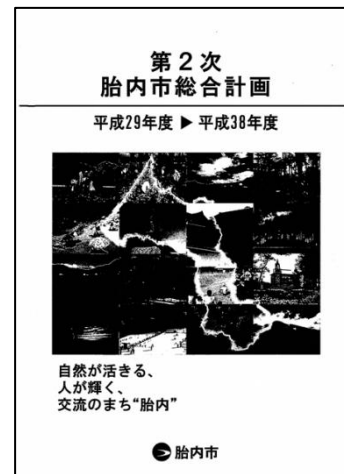 第2次
胎内市総合計画
平成29年度 ▶ 平成38年度
自然が活きる、
人が輝く、
交流のまち“胎内”
胎内市